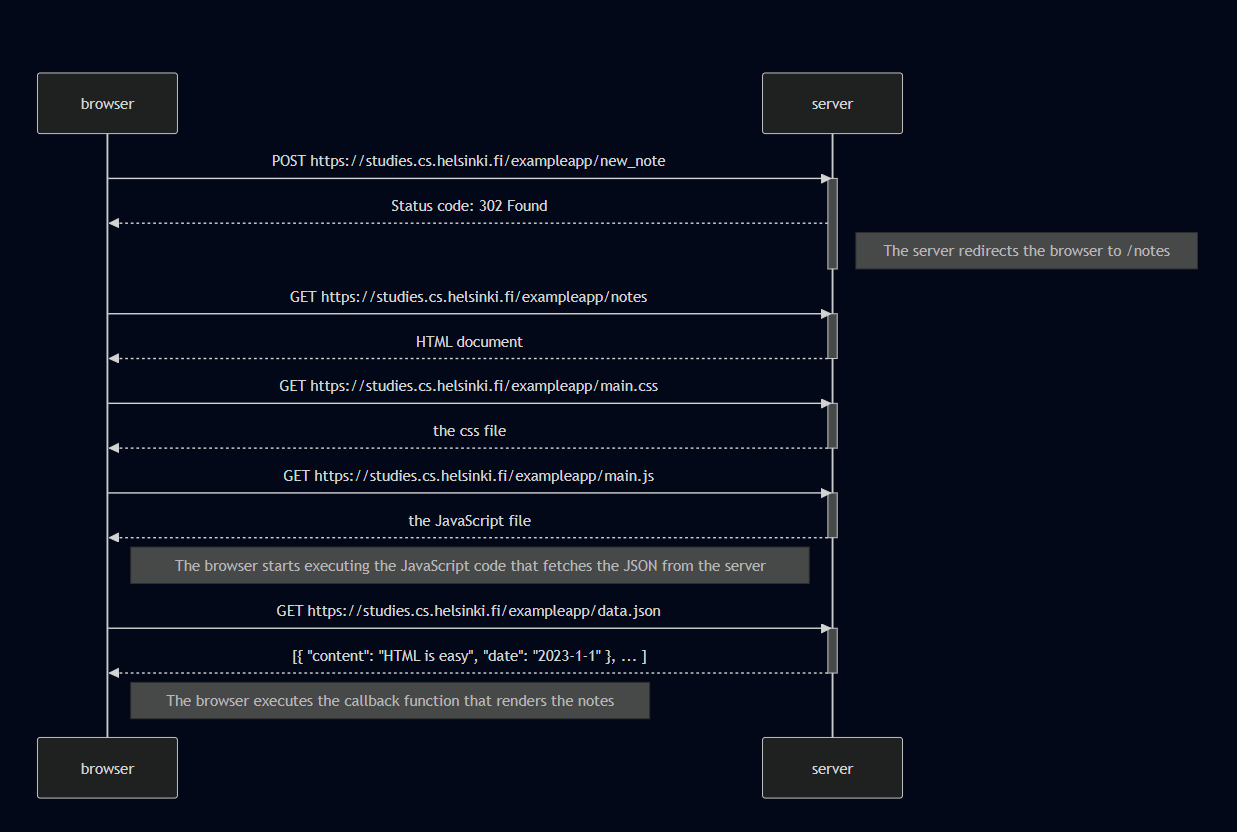 browser
server
POST https://studies.cs.helsinki.fi/exampleapp/new_note
Status code: 302 Found
The server redirects the browser to /notes
GET https://studies.cs.helsinki.fi/exampleapp/notes
HTML document
GET https://studies.cs.helsinki.fi/exampleapp/main.css
the css file
GET https://studies.cs.helsinki.fi/exampleapp/main.js
the JavaScript file
The browser starts executing the JavaScript code that fetches the JSON from the server
GET https://studies.cs.helsinki.fi/exampleapp/data.json
[{ "content": "HTML is easy", "date": "2023-1-1" }, ... ]
The browser executes the callback function that renders the notes
browser
server